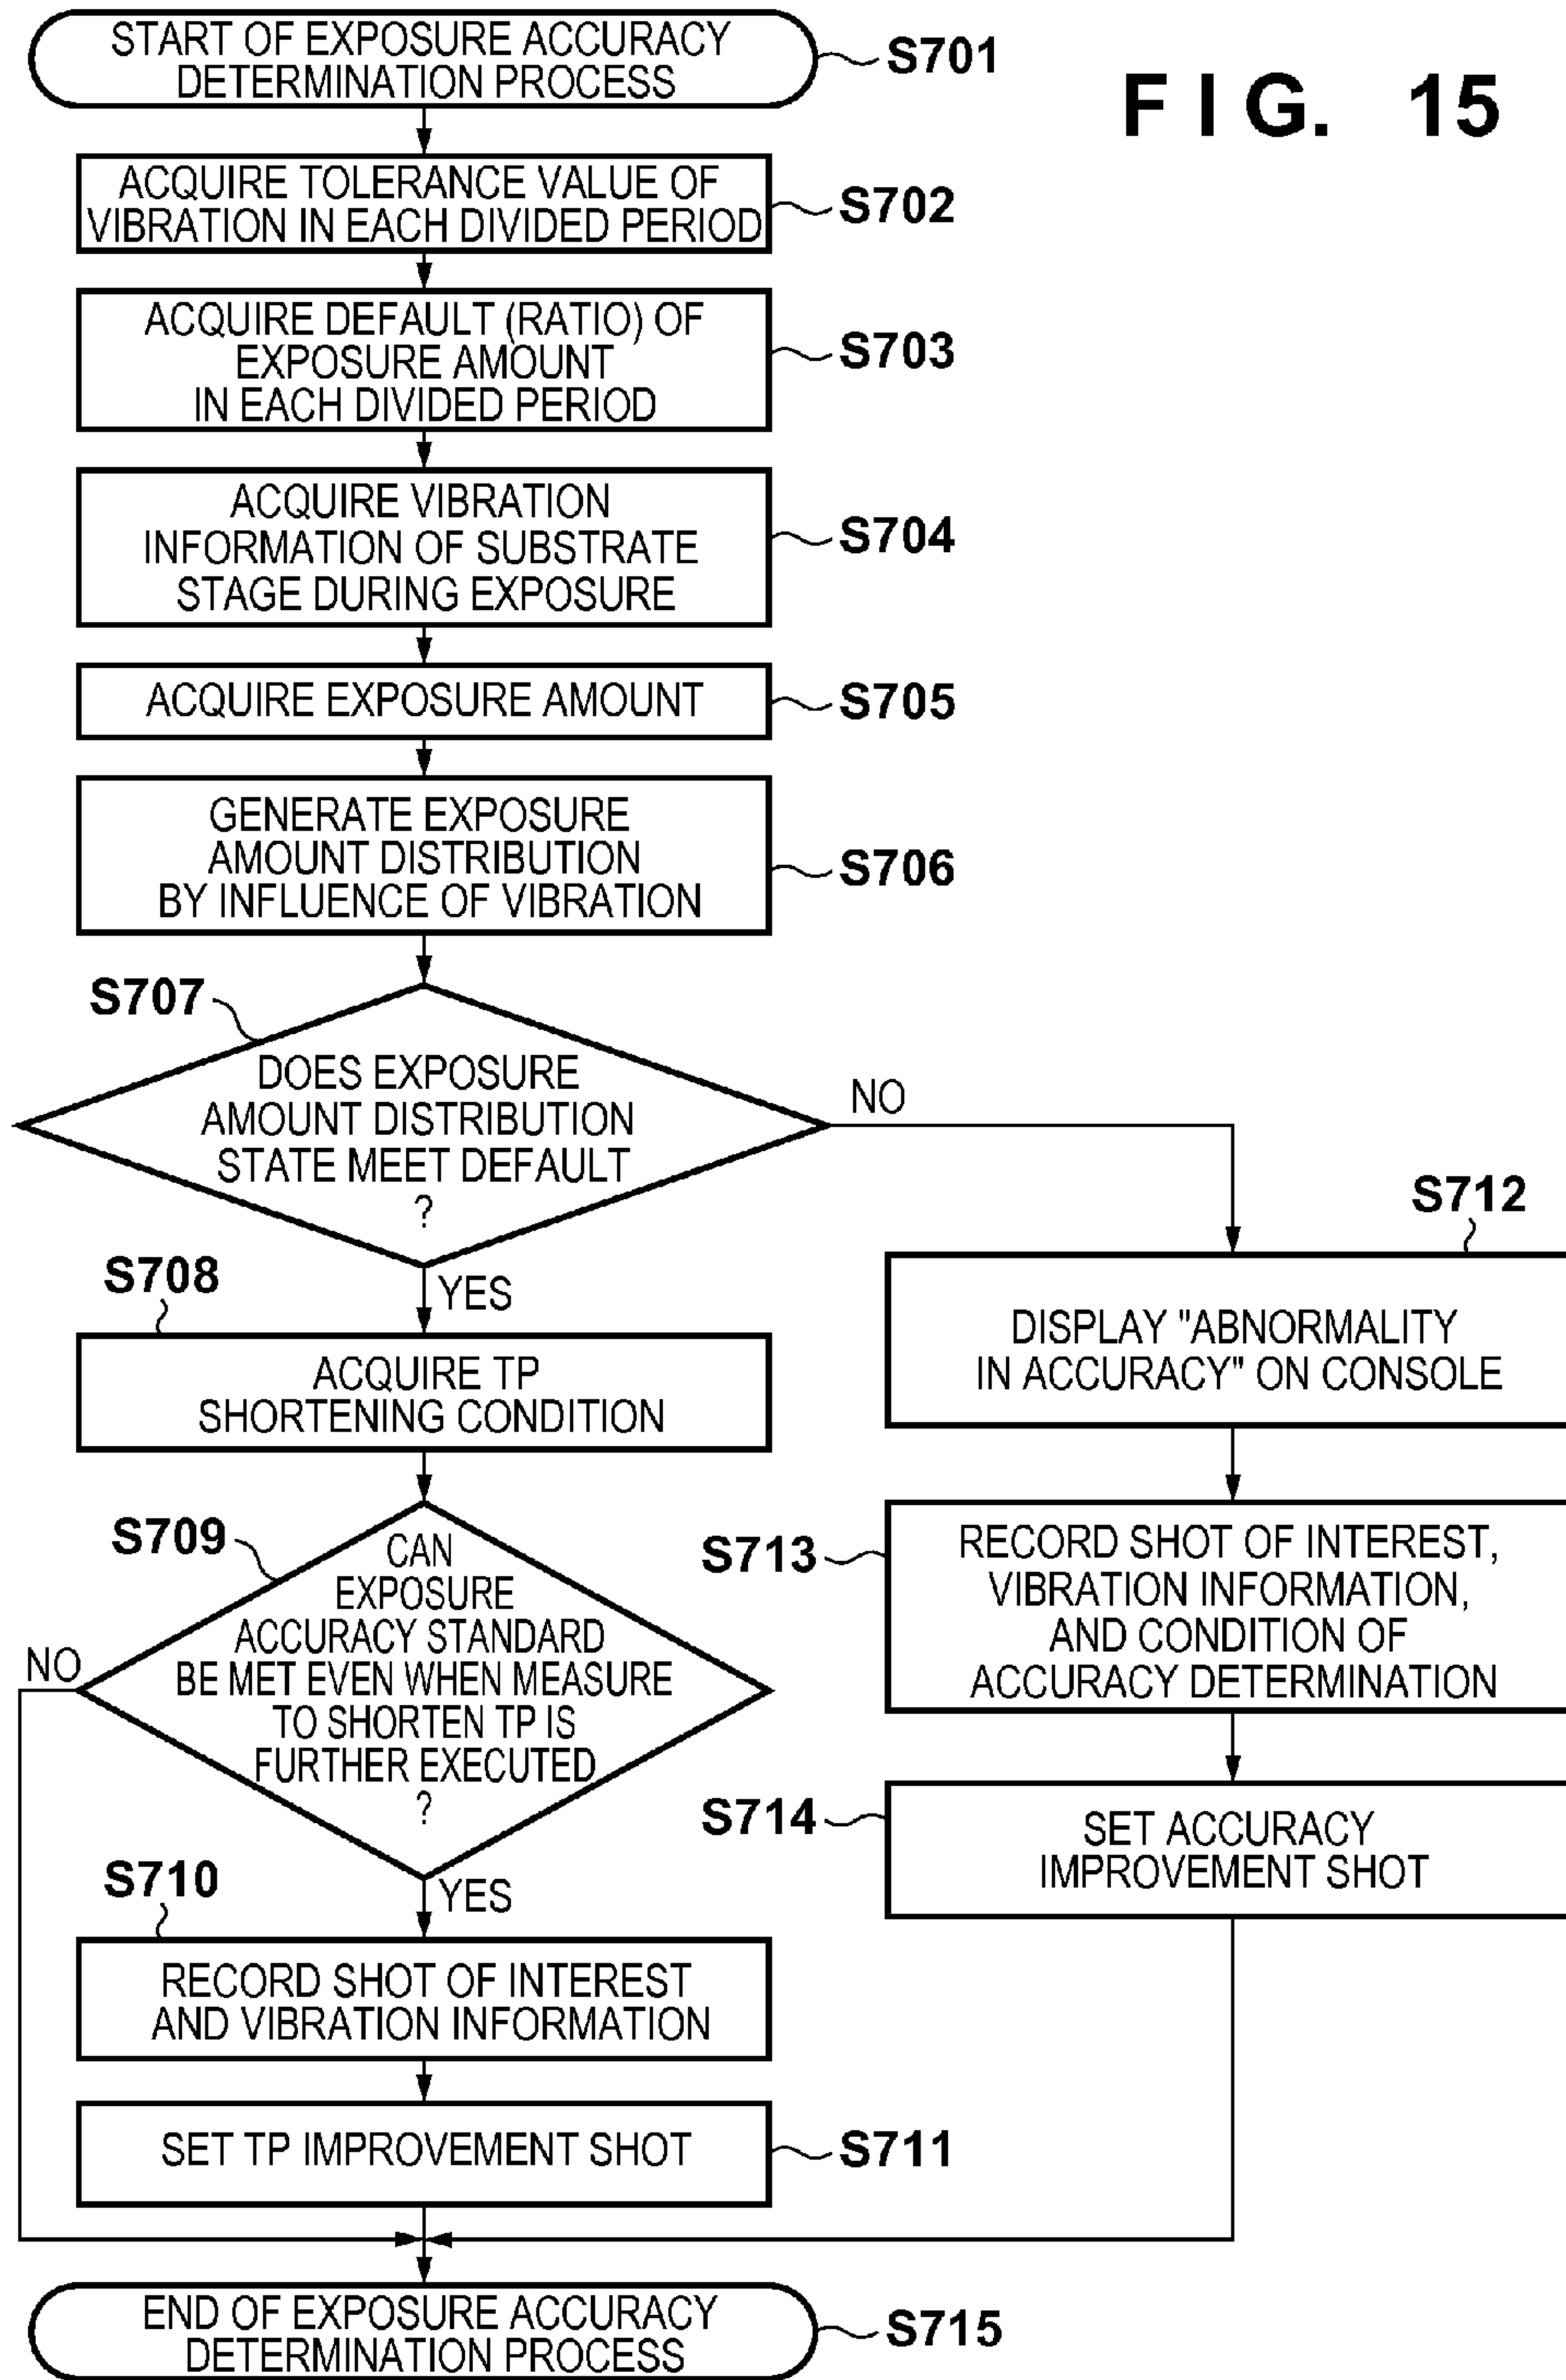 START OF EXPOSURE ACCURACY
DETERMINATION PROCESS
S701
FIG. 15
ACQUIRE TOLERANCE VALUE OF
VIBRATION IN EACH DIVIDED PERIOD
S702
ACQUIRE DEFAULT (RATIO) OF
EXPOSURE AMOUNT
IN EACH DIVIDED PERIOD
S703
ACQUIRE VIBRATION
INFORMATION OF SUBSTRATE
STAGE DURING EXPOSURE
S704
ACQUIRE EXPOSURE AMOUNT
S705
GENERATE EXPOSURE
AMOUNT DISTRIBUTION
BY INFLUENCE OF VIBRATION
S706
S707
DOES EXPOSURE
AMOUNT DISTRIBUTION
STATE MEET DEFAULT
?
NO
YES
S708
ACQUIRE TP
SHORTENING CONDITION
S709
CAN
EXPOSURE
ACCURACY STANDARD
BE MET EVEN WHEN MEASURE
TO SHORTEN TP IS
FURTHER EXECUTED
?
NO
YES
S710
RECORD SHOT OF INTEREST
AND VIBRATION INFORMATION
SET TP IMPROVEMENT SHOT
S711
S712
DISPLAY "ABNORMALITY
IN ACCURACY" ON CONSOLE
S713
RECORD SHOT OF INTEREST,
VIBRATION INFORMATION,
AND CONDITION OF
ACCURACY DETERMINATION
S714
SET ACCURACY
IMPROVEMENT SHOT
END OF EXPOSURE ACCURACY
DETERMINATION PROCESS
S715